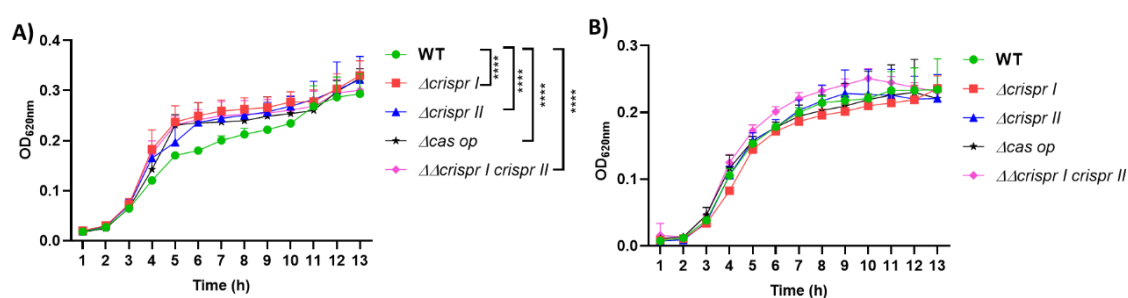 A)
OD620nm
0.4
0.3
0.2
0.1
0.0
1 2 3 4 5 6 7 8 9 10 11 12 13
Time (h)
WT
Δcrispr I
Δcrispr II
Δcas op
ΔΔcrispr I crispr II
****
****
****
****
B)
OD620nm
0.3
0.2
0.1
0.0
1 2 3 4 5 6 7 8 9 10 11 12 13
Time (h)
WT
Δcrispr I
Δcrispr II
Δcas op
ΔΔcrispr I crispr II